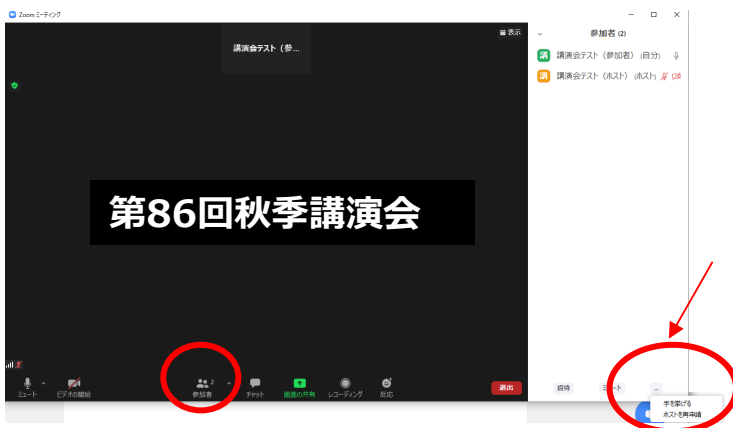 Zoom ミーティング
表示
講演会テスト（参...
参加者 (2)
講 講演会テスト（参加者） (自分)
講 講演会テスト（ホスト） (ホスト)
第86回秋季講演会
ミュート
ビデオの開始
2
参加者
チャット
画面の共有
レコーディング
反応
退出
招待
ミュート
...
手を挙げる
ホストを再申請